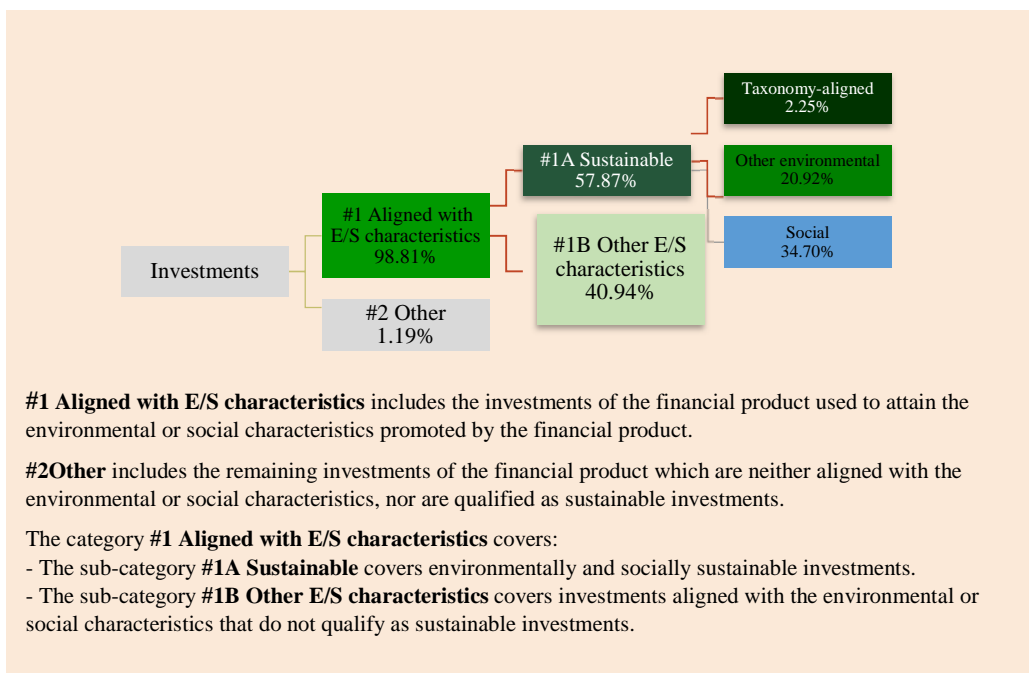 Taxonomy-aligned
2.25%
#1A Sustainable
57.87%
Other environmental
20.92%
#1 Aligned with
E/S characteristics
98.81%
#1B Other E/S
characteristics
40.94%
Social
34.70%
Investments
#2 Other
1.19%
#1 Aligned with E/S characteristics includes the investments of the financial product used to attain the
environmental or social characteristics promoted by the financial product.
#2Other includes the remaining investments of the financial product which are neither aligned with the
environmental or social characteristics, nor are qualified as sustainable investments.
The category #1 Aligned with E/S characteristics covers:
- The sub-category #1A Sustainable covers environmentally and socially sustainable investments.
- The sub-category #1B Other E/S characteristics covers investments aligned with the environmental or
social characteristics that do not qualify as sustainable investments.